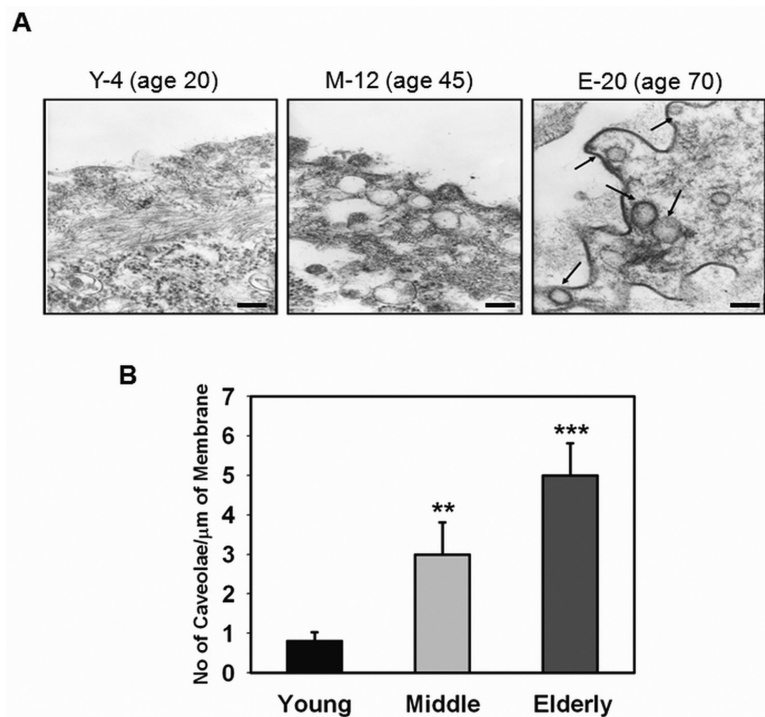 A
Y-4 (age 20) M-12 (age 45) E-20 (age 70)
B
No of Caveolae/μm of Membrane
7
6
5
4
3
2
1
0
**
***
Young Middle Elderly